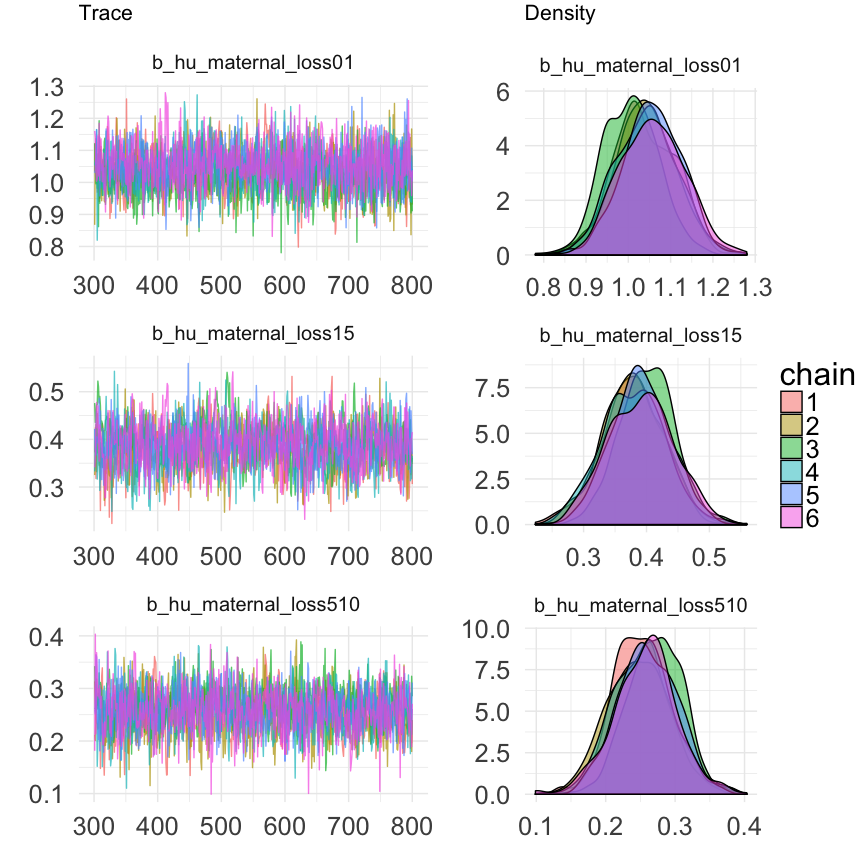 Trace
Density
b_hu_maternal_loss01
1.3
1.2
1.1
1.0
0.9
0.8
300 400 500 600 700 800
b_hu_maternal_loss01
6
4
2
0
0.8 0.9 1.0 1.1 1.2 1.3
b_hu_maternal_loss15
0.5
0.4
0.3
300 400 500 600 700 800
b_hu_maternal_loss15
7.5
5.0
2.5
0.0
0.3 0.4 0.5
b_hu_maternal_loss510
0.4
0.3
0.2
0.1
300 400 500 600 700 800
b_hu_maternal_loss510
10.0
7.5
5.0
2.5
0.0
0.1 0.2 0.3 0.4
chain
1
2
3
4
5
6